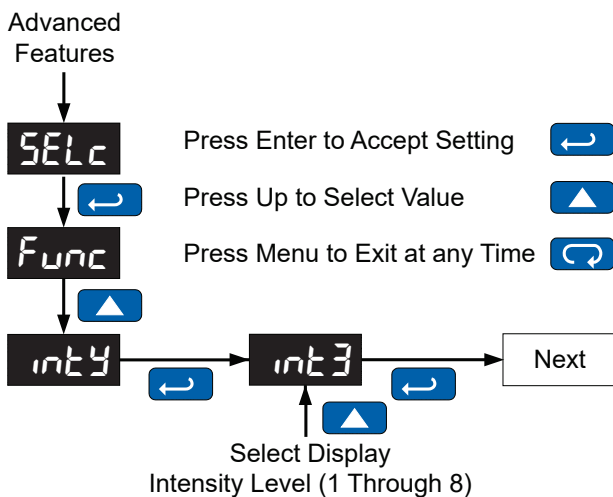 Advanced
Features
SELc
Press Enter to Accept Setting
Press Up to Select Value
Func
Press Menu to Exit at any Time
intY
int3
Next
Select Display
Intensity Level (1 Through 8)